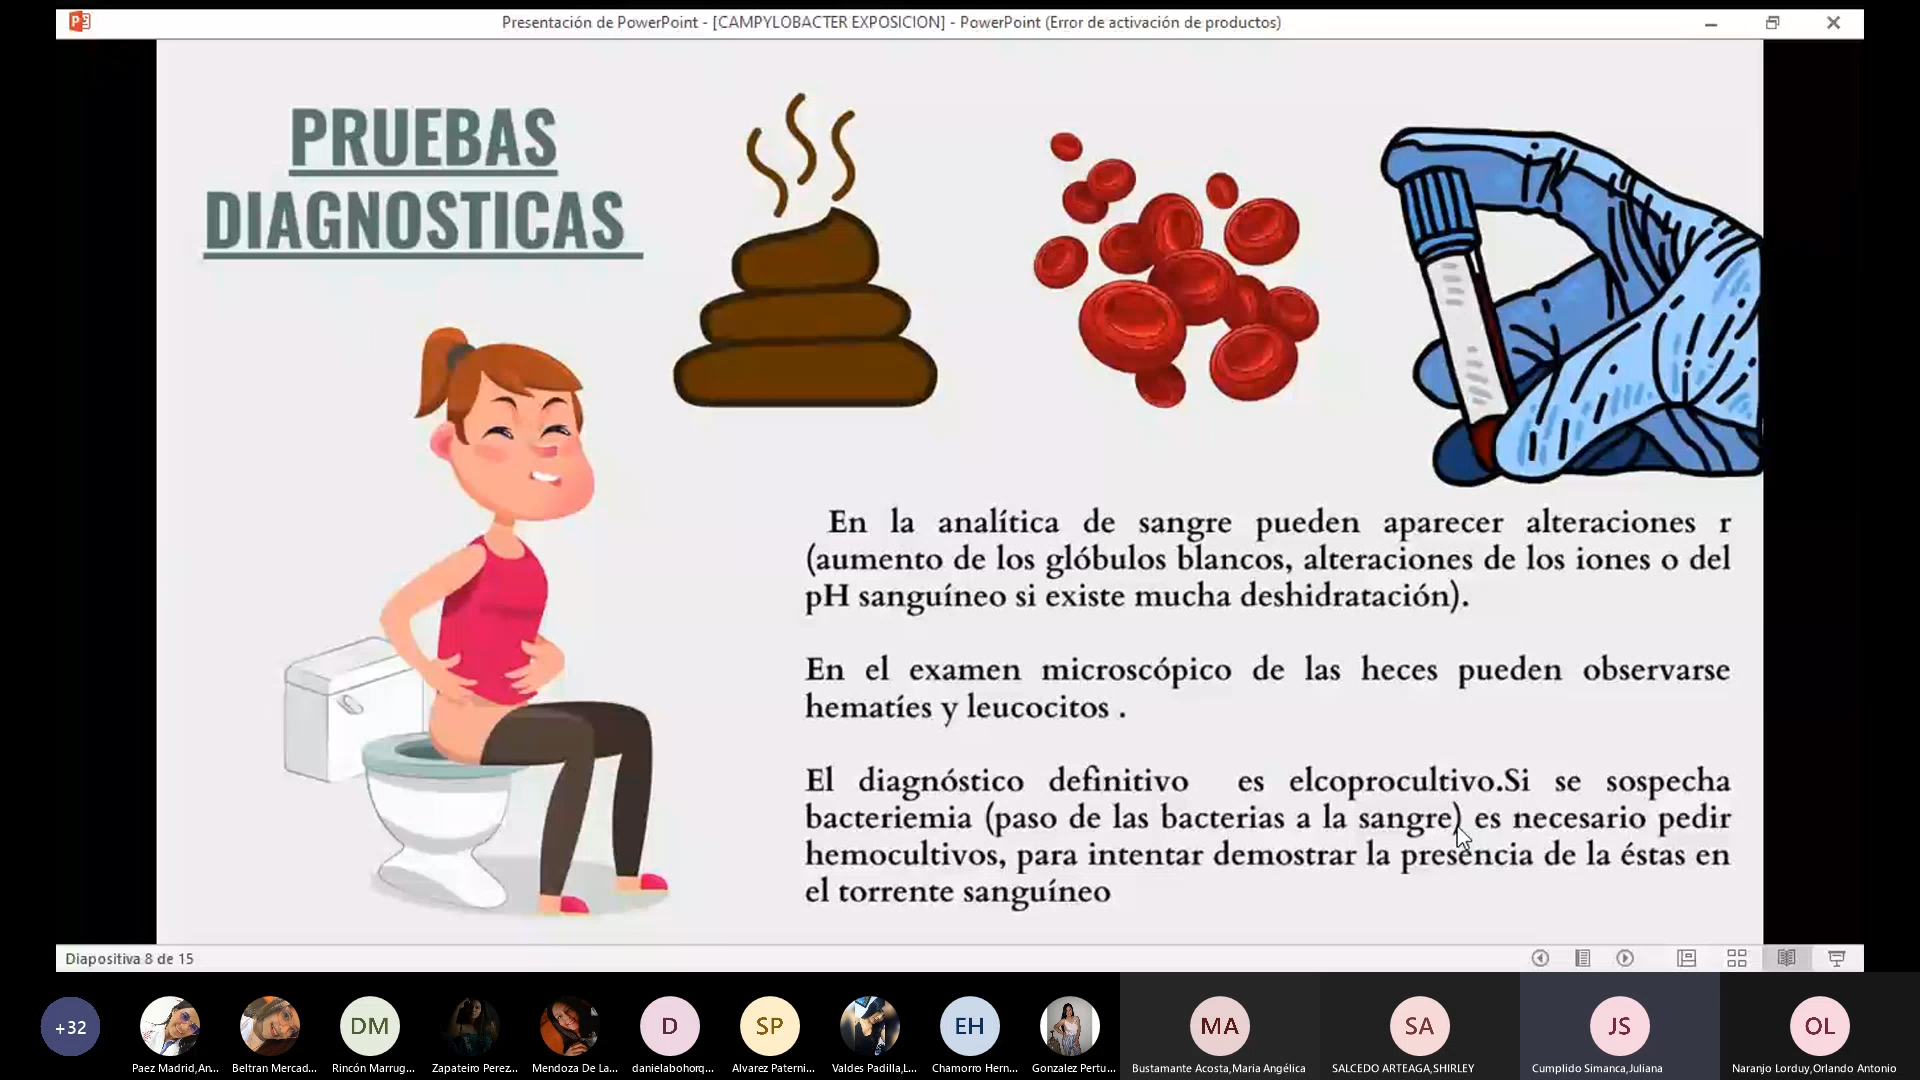 Presentación de PowerPoint - [CAMPYLOBACTER EXPOSICION] - PowerPoint (Error de activación de productos)
PRUEBAS
DIAGNOSTICAS
En la analítica de sangre pueden aparecer alteraciones r
(aumento de los glóbulos blancos, alteraciones de los iones o del
pH sanguíneo si existe mucha deshidratación).
En el examen microscópico de las heces pueden observarse
hematíes y leucocitos .
El diagnóstico definitivo es elcoprocultivo.Si se sospecha
bacteriemia (paso de las bacterias a la sangre) es necesario pedir
hemocultivos, para intentar demostrar la presencia de la éstas en
el torrente sanguíneo
Diapositiva 8 de 15
+32
DM
D
SP
EH
MA
SA
JS
OL
Paez Madrid,An... Beltran Mercad... Rincón Marrug... Zapateiro Perez... Mendoza De La... danielabohorq... Alvarez Paterni... Valdes Padilla,L... Chamorro Hern... Gonzalez Pertu... Bustamante Acosta,Maria Angélica SALCEDO ARTEAGA,SHIRLEY Cumplido Simanca,Juliana Naranjo Lorduy,Orlando Antonio